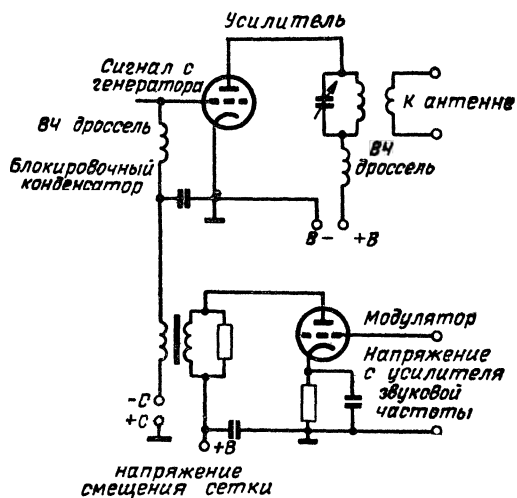 Усилитель
Сигнал с
генератора
ВЧ дроссель
К антенне
ВЧ
дроссель
Блокировочный
конденсатор
В- +В
Модулятор
Напряжение
с усилителя
звуковой
частоты
-С
+С
+В
напряжение
смещения сетки